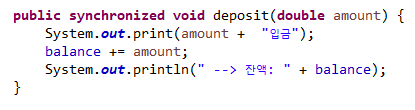 public synchronized void deposit(double amount) {
    System.out.print(amount +  "입금");
    balance += amount;
    System.out.println(" --> 잔액: " + balance);
}